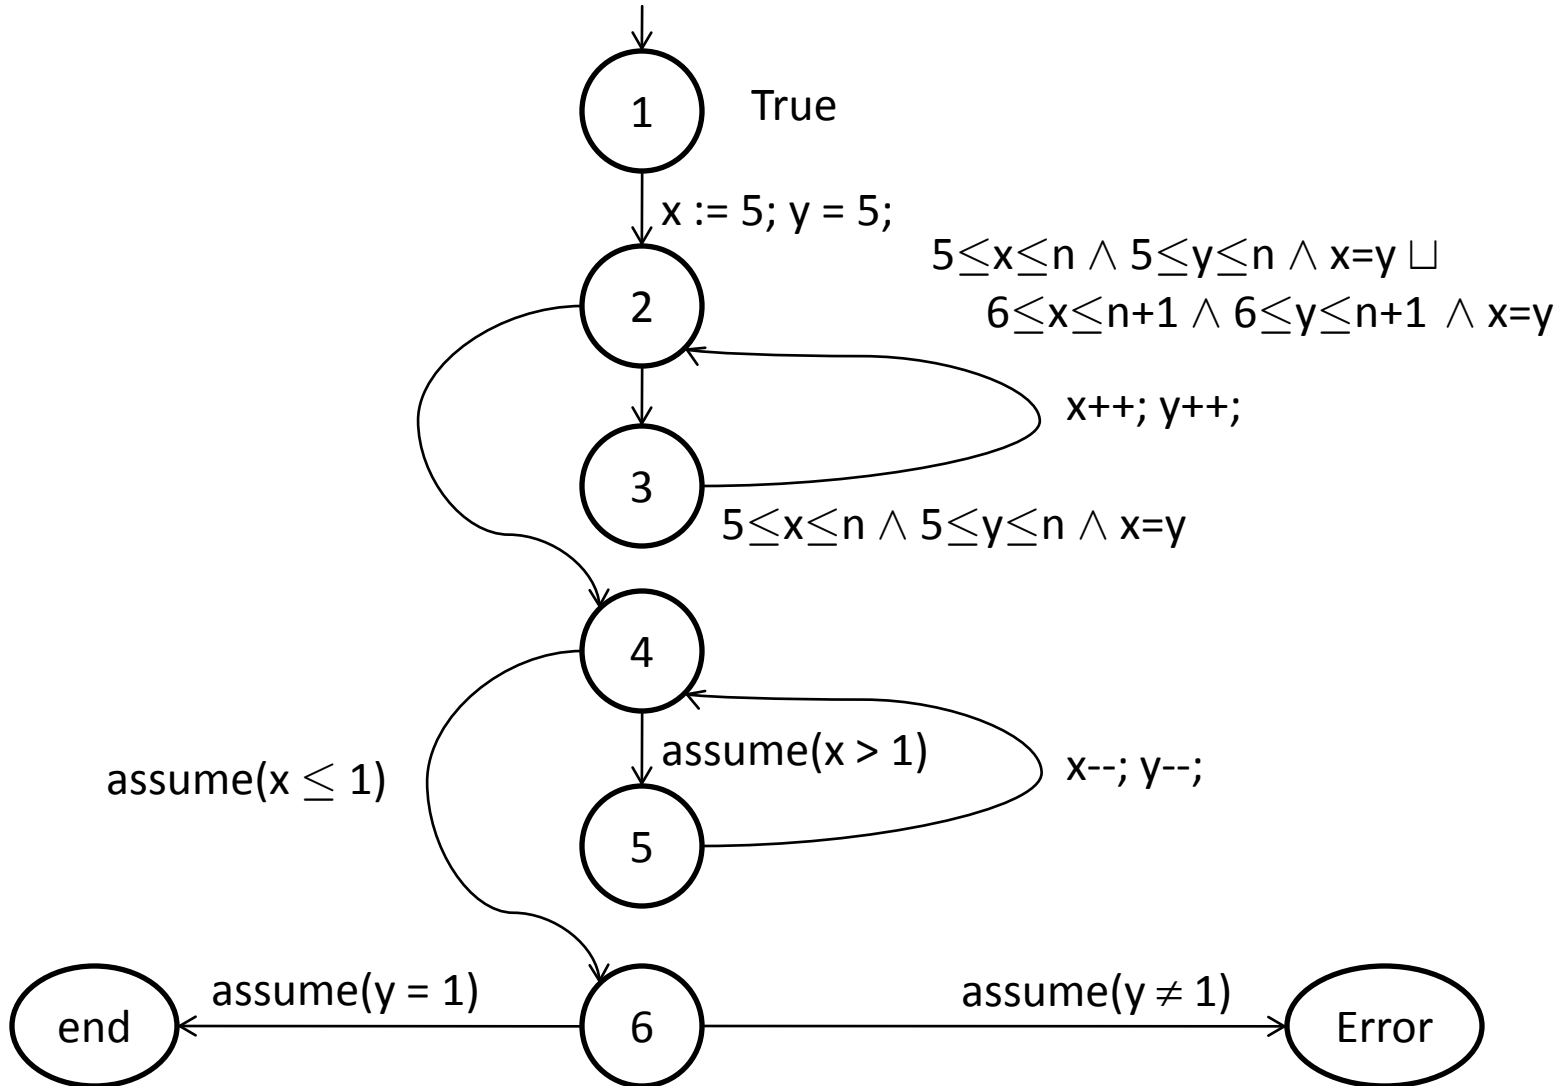 1
True
x := 5; y = 5;
5≤x≤n ∧ 5≤y≤n ∧ x=y ⊔
6≤x≤n+1 ∧ 6≤y≤n+1 ∧ x=y
2
x++; y++;
3
5≤x≤n ∧ 5≤y≤n ∧ x=y
4
assume(x > 1)
x--; y--;
assume(x ≤ 1)
5
assume(y = 1)
assume(y ≠ 1)
end
6
Error